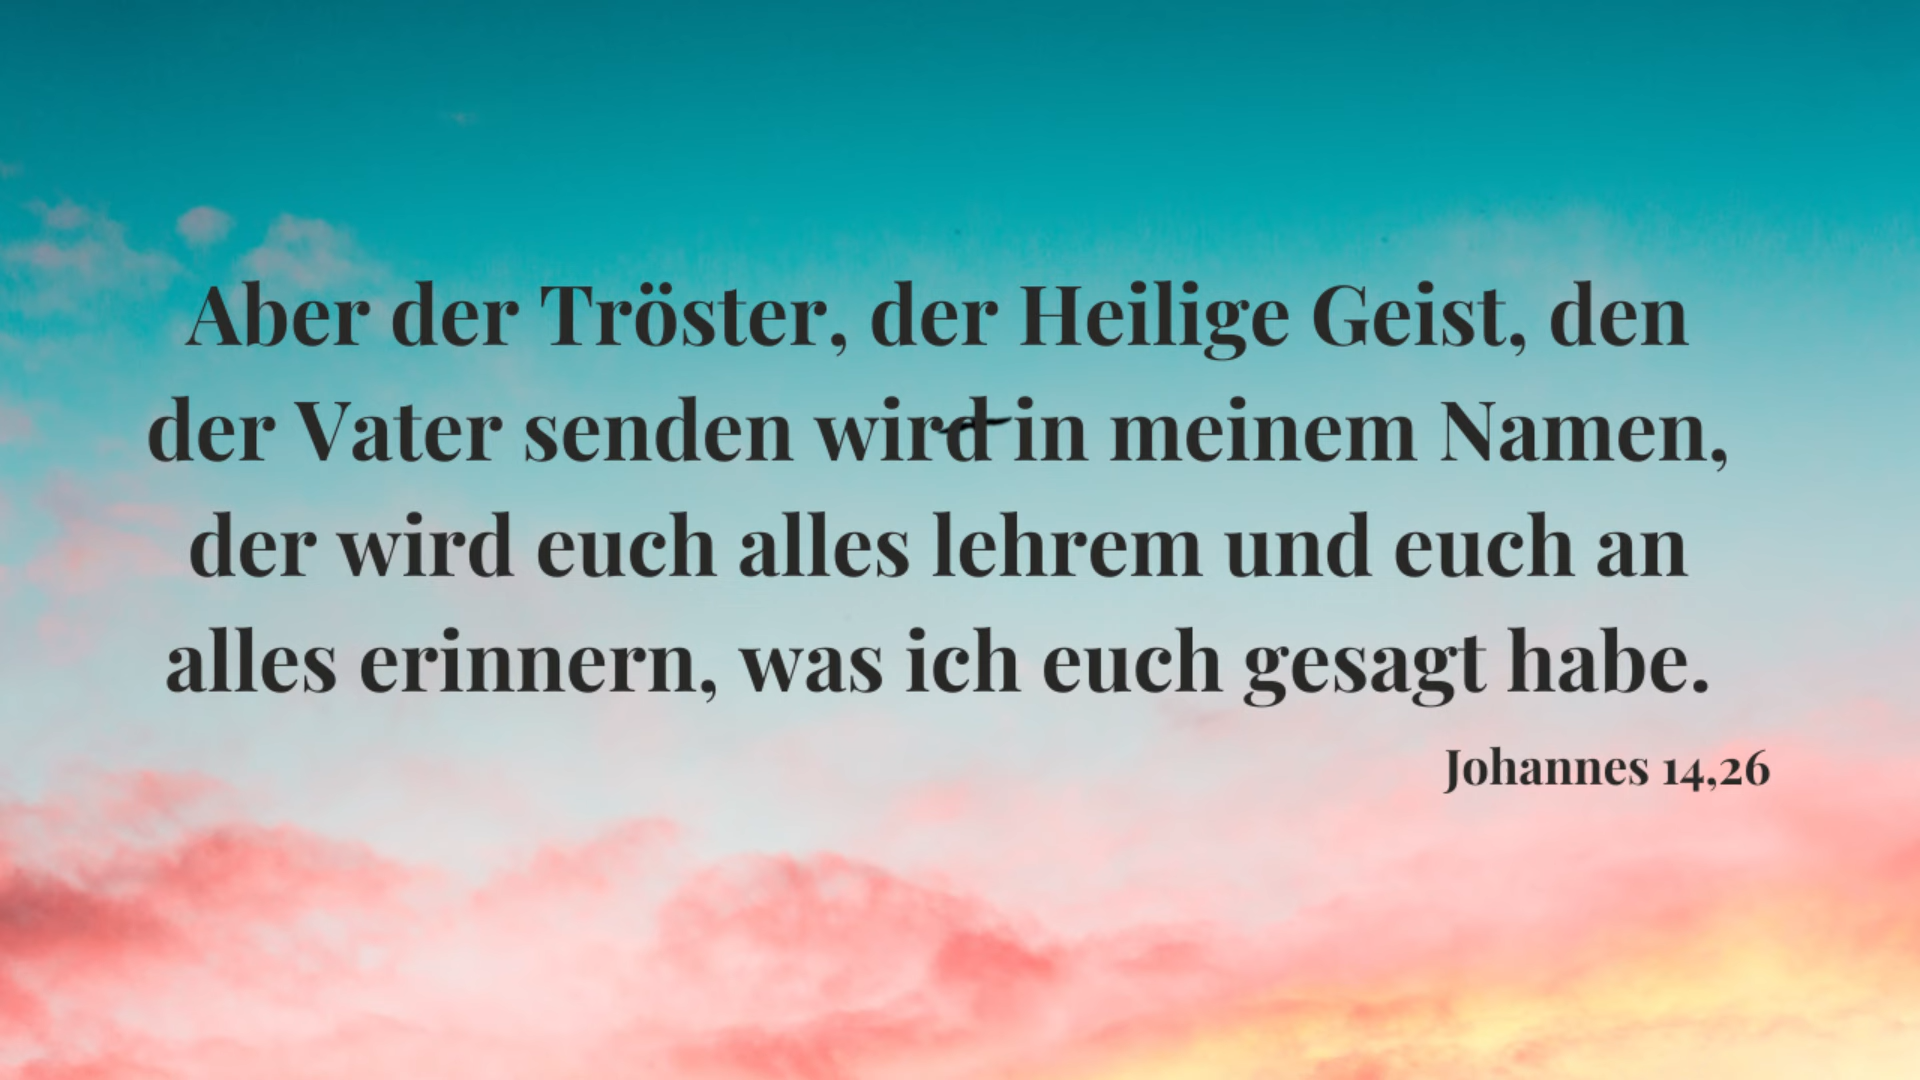 Aber der Tröster, der Heilige Geist, den
der Vater senden wird in meinem Namen,
der wird euch alles lehrem und euch an
alles erinnern, was ich euch gesagt habe.
Johannes 14,26